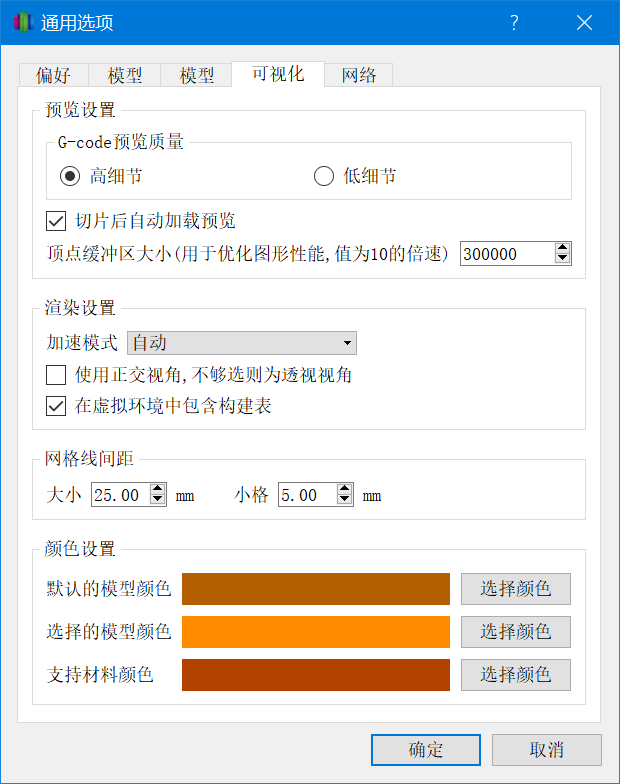 通用选项
?
偏好 模型 模型 可视化 网络
预览设置
G-code预览质量
高细节 低细节
切片后自动加载预览
顶点缓冲区大小(用于优化图形性能,值为10的倍速) 300000
渲染设置
加速模式 自动
使用正交视角,不够选则为透视视角
在虚拟环境中包含构建表
网格线间距
大小 25.00 mm 小格 5.00 mm
颜色设置
默认的模型颜色 选择颜色
选择的模型颜色 选择颜色
支持材料颜色 选择颜色
确定 取消